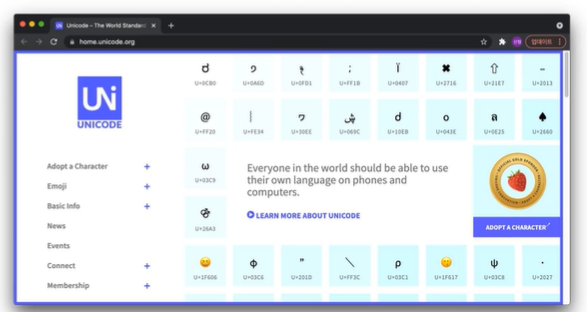 Unicode – The World Standard
home.unicode.org
업데이트
UNICODE
U+0CB0
U+0A6D
U+0FD1
U+FF1B
U+0407
U+2716
U+21E7
U+2013
@
U+FF20
U+FE34
U+30EE
U+10EB
U+043E
U+0E25
U+2660
Adopt a Character +
Emoji +
Basic Info +
News
Events
Connect +
Membership +
ω
U+03C9
U+26A3
Everyone in the world should be able to use
their own language on phones and
computers.
LEARN MORE ABOUT UNICODE
ADOPT A CHARACTER
U+1F606
U+03C6
U+201D
U+FF3C
U+03C1
U+1F617
U+03C8
U+2027